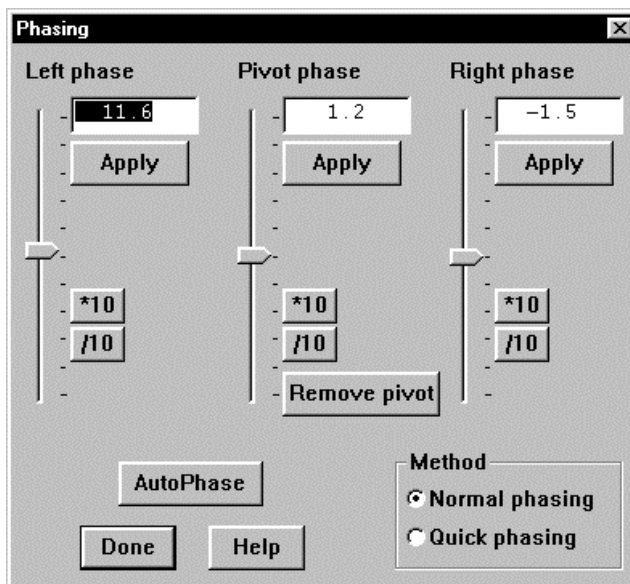 Phasing
Left phase Pivot phase Right phase
11.6 1.2 -1.5
Apply Apply Apply
*10 *10 *10
/10 /10 /10
Remove pivot
Method
AutoPhase
Normal phasing
Done Help
Quick phasing